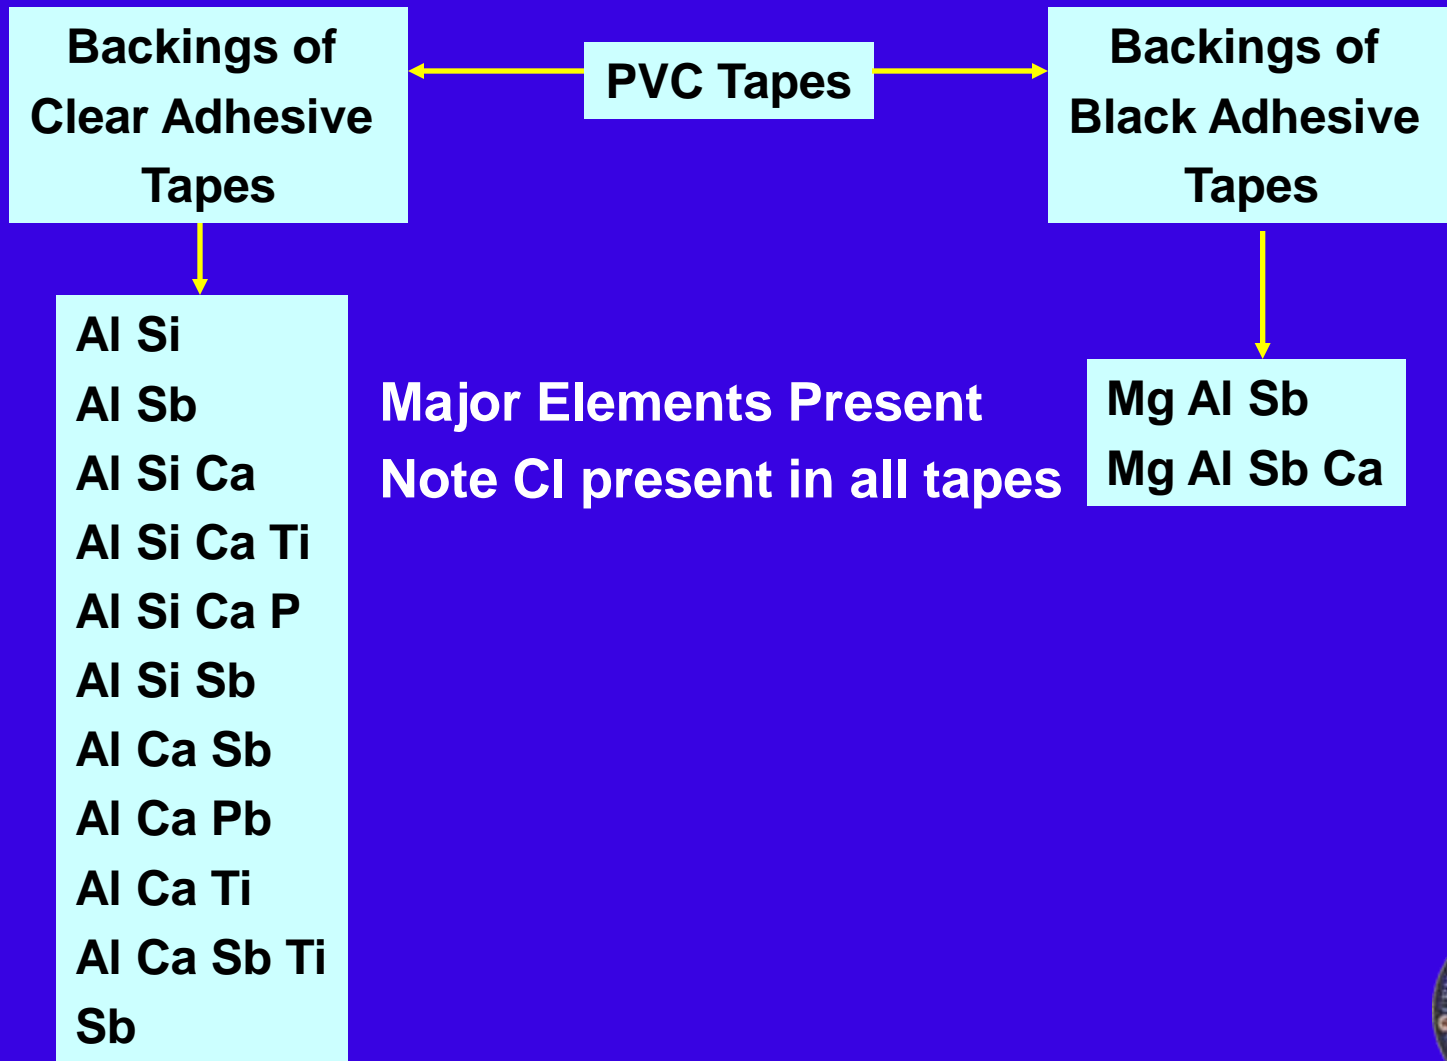 Backings of
Clear Adhesive
Tapes
PVC Tapes
Backings of
Black Adhesive
Tapes
Al Si
Al Sb
Al Si Ca
Al Si Ca Ti
Al Si Ca P
Al Si Sb
Al Ca Sb
Al Ca Pb
Al Ca Ti
Al Ca Sb Ti
Sb
Major Elements Present
Note Cl present in all tapes
Mg Al Sb
Mg Al Sb Ca